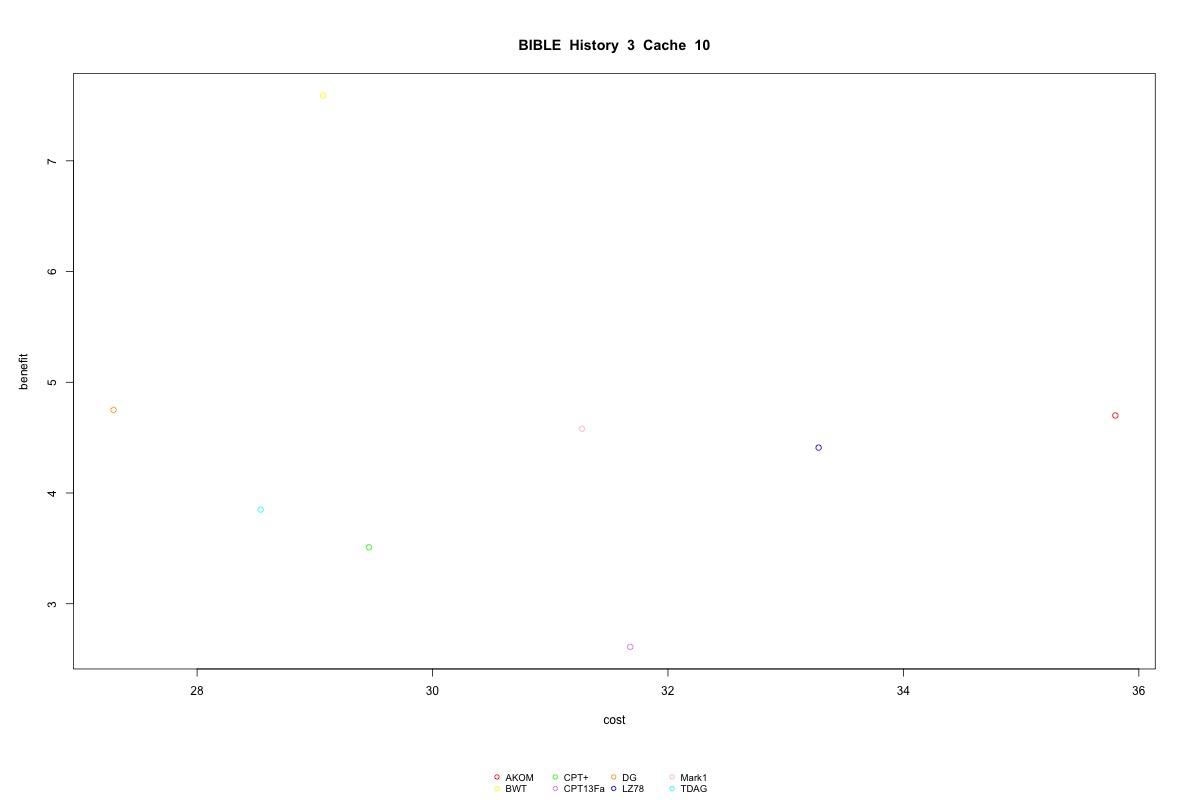 BIBLE History 3 Cache 10
7
6
5
4
3
benefit
28 30 32 34 36
cost
AKOM CPT+ DG Mark1
BWT CPT13Fa LZ78 TDAG